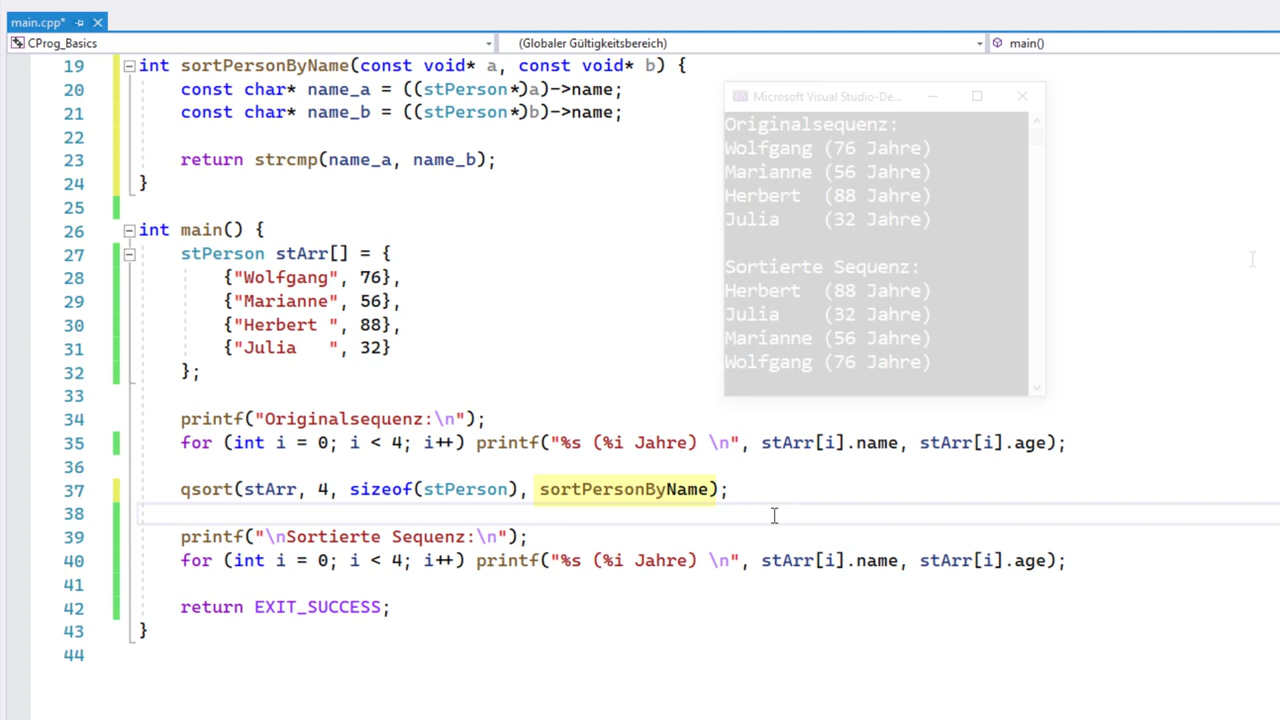 main.cpp*
CProg_Basics (Globaler Gültigkeitsbereich) main()
19 int sortPersonByName(const void* a, const void* b) {
20 const char* name_a = ((stPerson*)a)->name;
21 const char* name_b = ((stPerson*)b)->name;
22
23 return strcmp(name_a, name_b);
24 }
25
26 int main() {
27 stPerson stArr[] = {
28 {"Wolfgang", 76},
29 {"Marianne", 56},
30 {"Herbert ", 88},
31 {"Julia   ", 32}
32 };
33
34 printf("Originalsequenz:\n");
35 for (int i = 0; i < 4; i++) printf("%s (%i Jahre) \n", stArr[i].name, stArr[i].age);
36
37 qsort(stArr, 4, sizeof(stPerson), sortPersonByName);
38
39 printf("\nSortierte Sequenz:\n");
40 for (int i = 0; i < 4; i++) printf("%s (%i Jahre) \n", stArr[i].name, stArr[i].age);
41
42 return EXIT_SUCCESS;
43 }
44
Microsoft Visual Studio-De...
Originalsequenz:
Wolfgang (76 Jahre)
Marianne (56 Jahre)
Herbert  (88 Jahre)
Julia    (32 Jahre)

Sortierte Sequenz:
Herbert  (88 Jahre)
Julia    (32 Jahre)
Marianne (56 Jahre)
Wolfgang (76 Jahre)